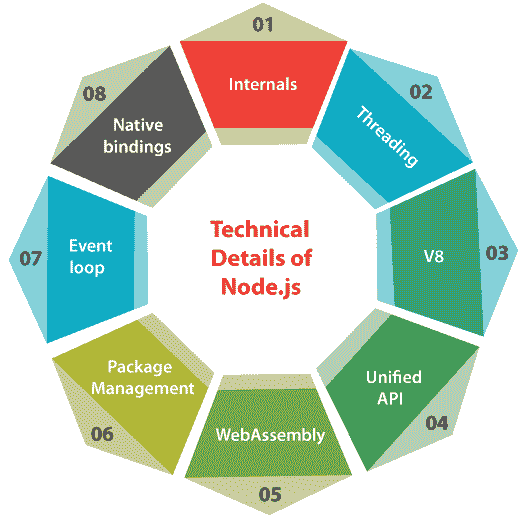 Technical
Details of
Node.js
01
Internals
02
Threading
03
V8
04
Unified
API
05
WebAssembly
06
Package
Management
07
Event
loop
08
Native
bindings